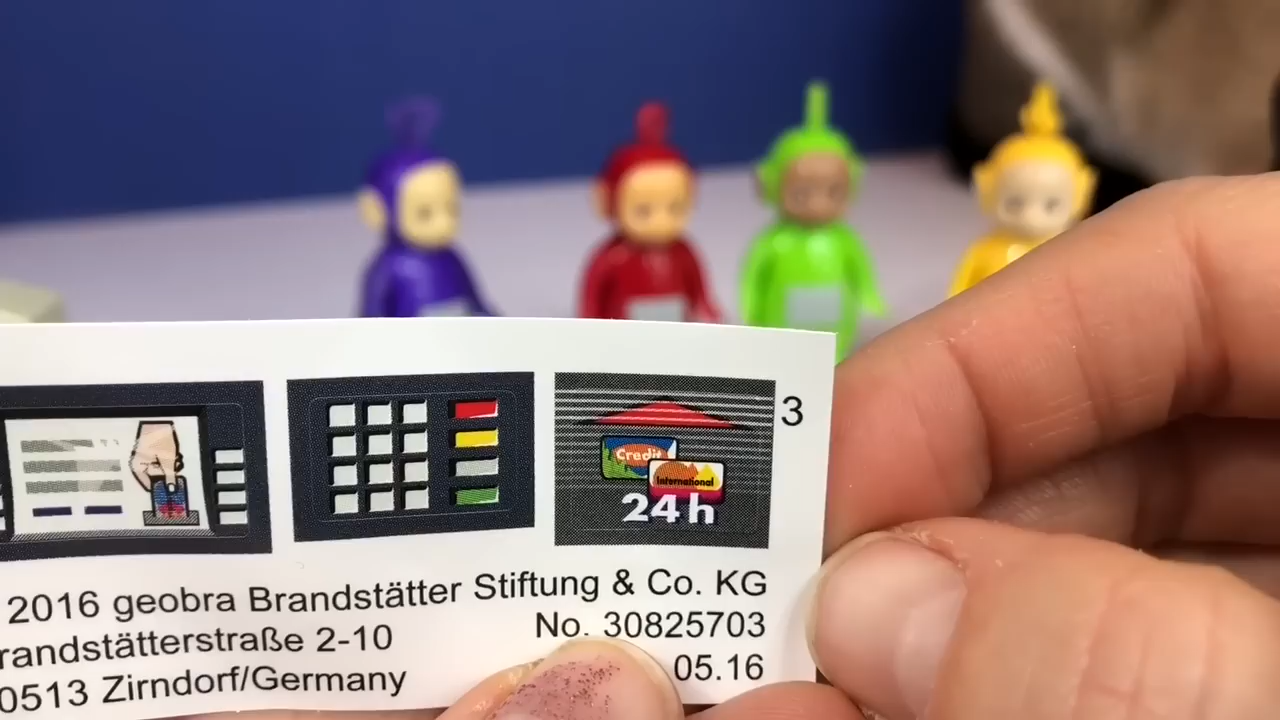 3
Credit
International
24h
2016 geobra Brandstätter Stiftung & Co. KG
randstätterstraße 2-10
No. 30825703
0513 Zirndorf/Germany
05.16